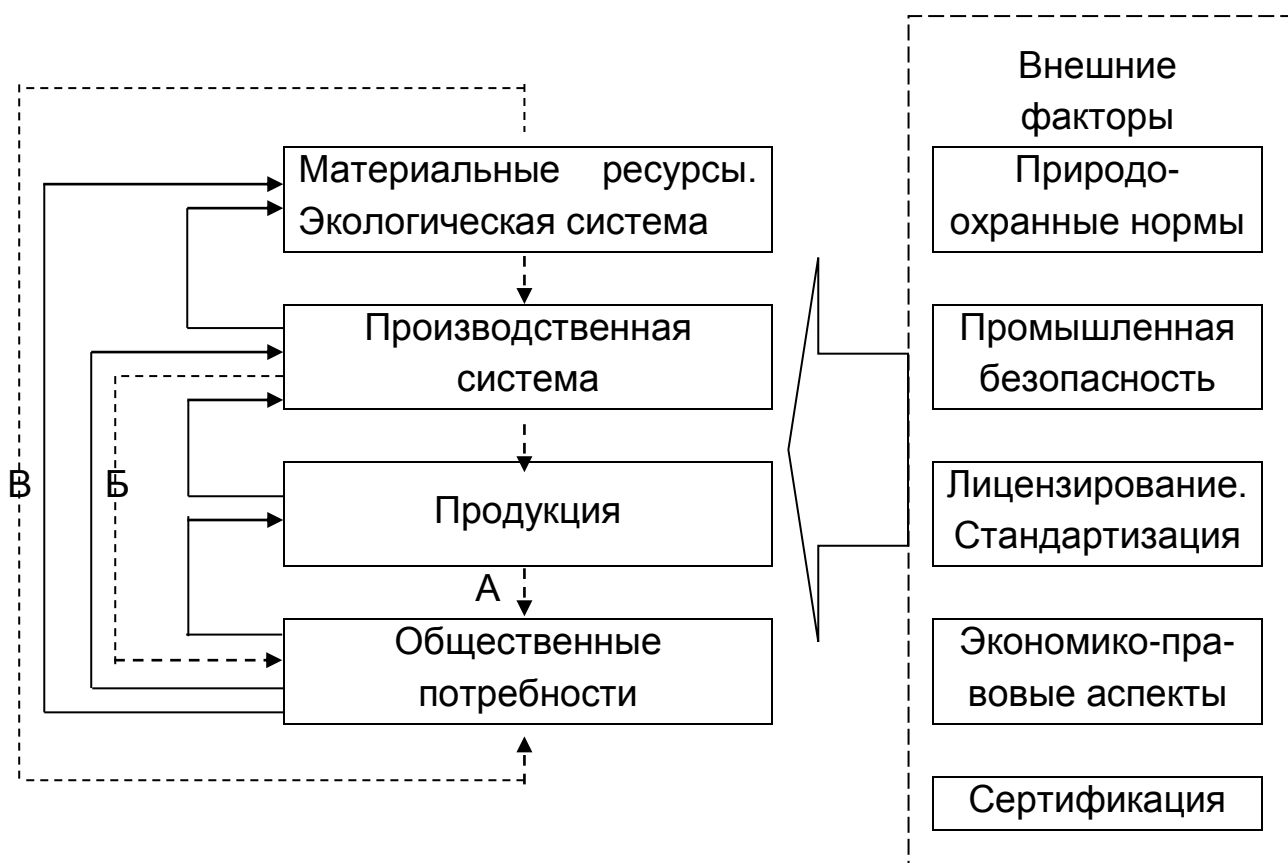 Внешние
факторы
Материальные ресурсы.
Экологическая система
Природо-
охранные нормы
Производственная
система
Промышленная
безопасность
В
Б
Продукция
Лицензирование.
Стандартизация
А
Общественные
потребности
Экономико-пра-
вовые аспекты
Сертификация